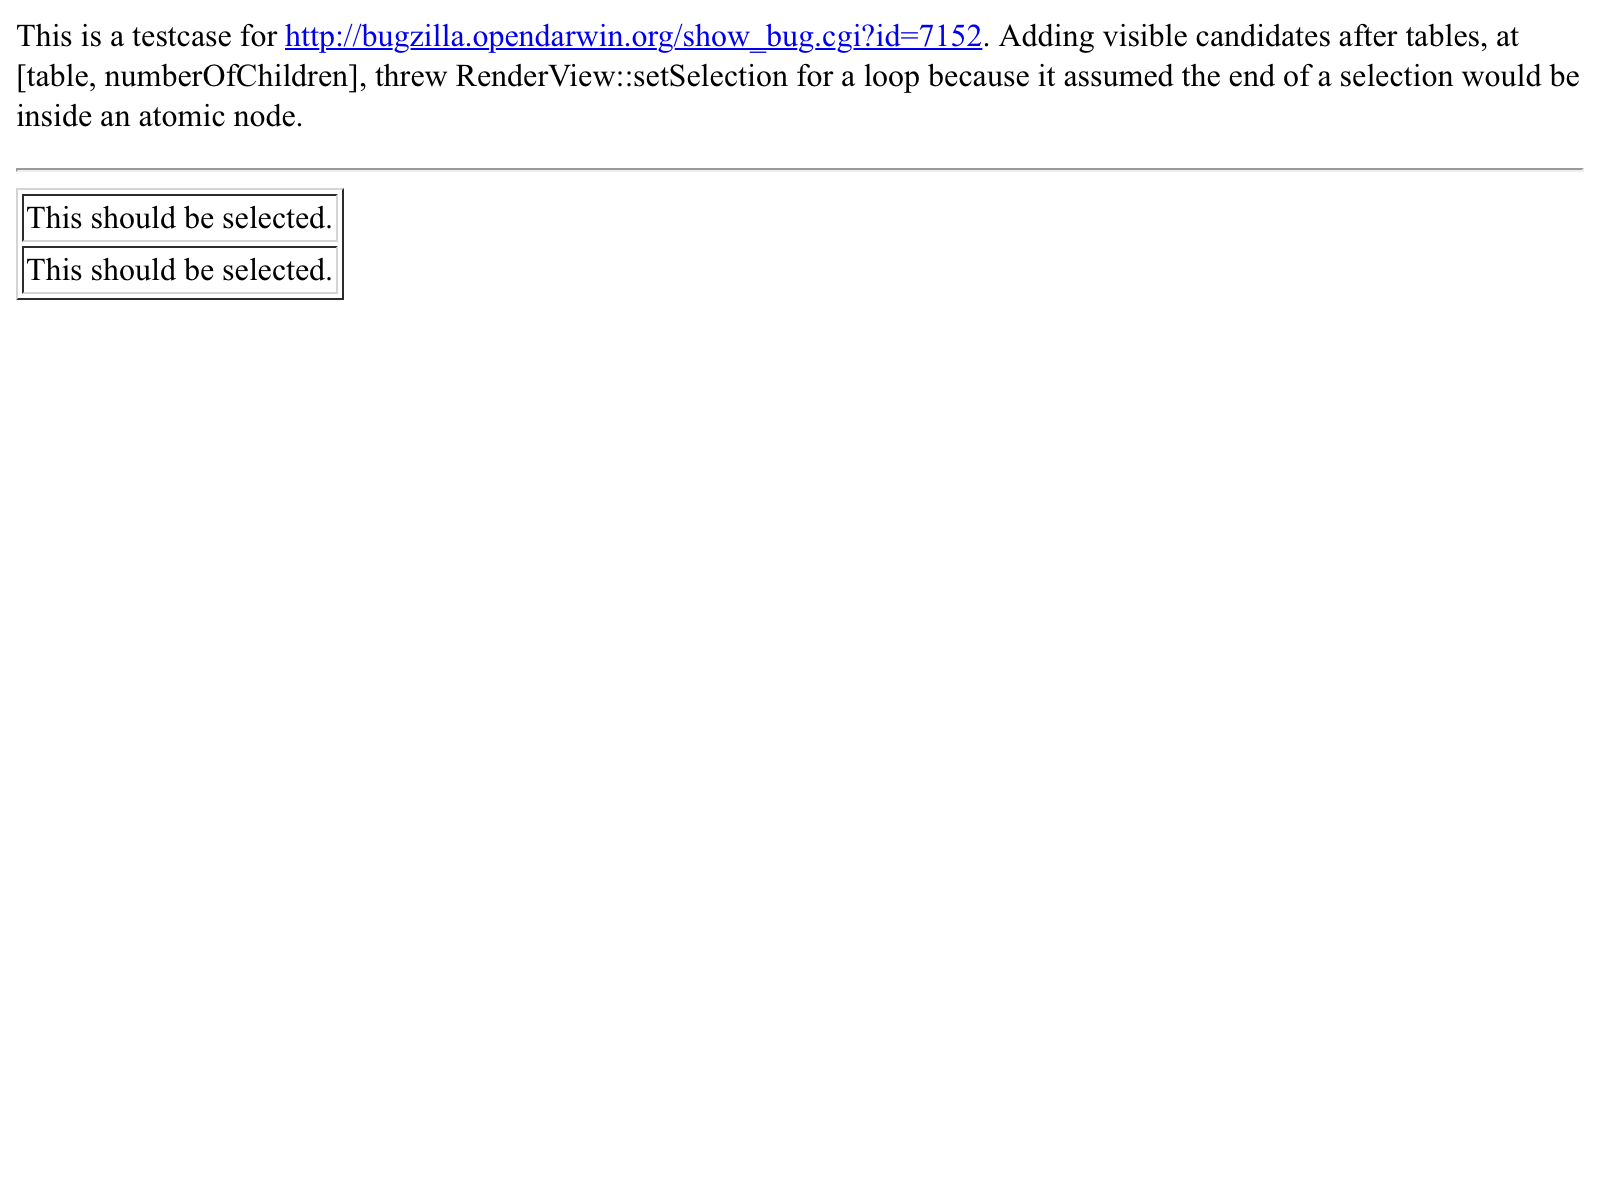 This is a testcase for http://bugzilla.opendarwin.org/show_bug.cgi?id=7152. Adding visible candidates after tables, at
[table, numberOfChildren], threw RenderView::setSelection for a loop because it assumed the end of a selection would be
inside an atomic node.
This should be selected.
This should be selected.